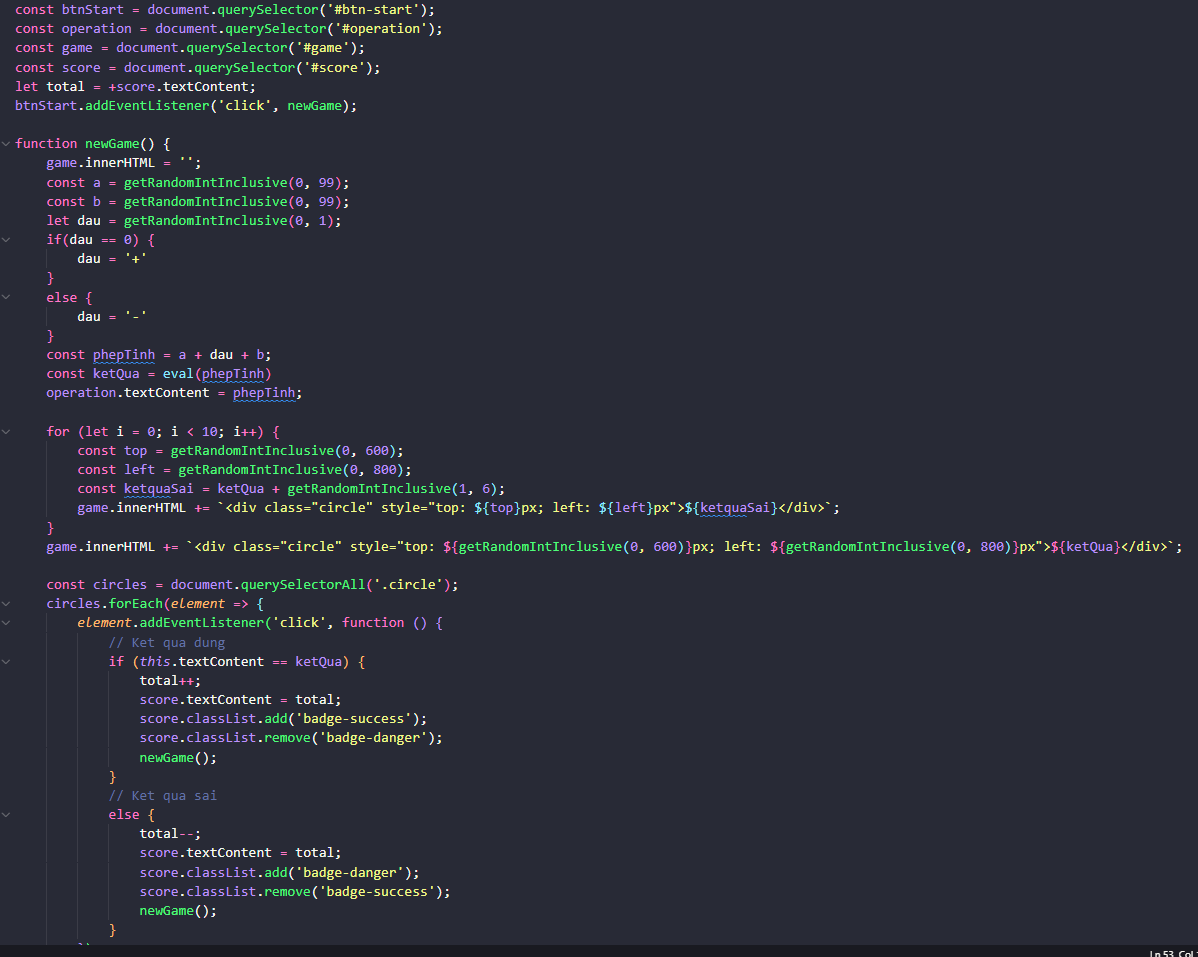 const btnStart = document.querySelector('#btn-start');
const operation = document.querySelector('#operation');
const game = document.querySelector('#game');
const score = document.querySelector('#score');
let total = +score.textContent;
btnStart.addEventListener('click', newGame);

function newGame() {
    game.innerHTML = '';
    const a = getRandomIntInclusive(0, 99);
    const b = getRandomIntInclusive(0, 99);
    let dau = getRandomIntInclusive(0, 1);
    if(dau == 0) {
        dau = '+'
    }
    else {
        dau = '-'
    }
    const phepTinh = a + dau + b;
    const ketQua = eval(phepTinh)
    operation.textContent = phepTinh;

    for (let i = 0; i < 10; i++) {
        const top = getRandomIntInclusive(0, 600);
        const left = getRandomIntInclusive(0, 800);
        const ketquaSai = ketQua + getRandomIntInclusive(1, 6);
        game.innerHTML += `<div class="circle" style="top: ${top}px; left: ${left}px">${ketquaSai}</div>`;
    }
    game.innerHTML += `<div class="circle" style="top: ${getRandomIntInclusive(0, 600)}px; left: ${getRandomIntInclusive(0, 800)}px">${ketQua}</div>`;

    const circles = document.querySelectorAll('.circle');
    circles.forEach(element => {
        element.addEventListener('click', function () {
            // Ket qua dung
            if (this.textContent == ketQua) {
                total++;
                score.textContent = total;
                score.classList.add('badge-success');
                score.classList.remove('badge-danger');
                newGame();
            }
            // Ket qua sai
            else {
                total--;
                score.textContent = total;
                score.classList.add('badge-danger');
                score.classList.remove('badge-success');
                newGame();
            }
Ln 53, Col